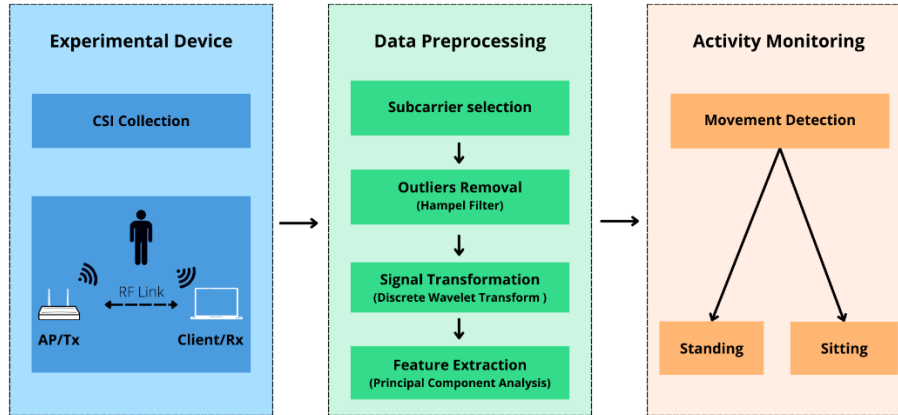 Experimental Device
CSI Collection
RF Link
AP/Tx
Client/Rx
Data Preprocessing
Subcarrier selection
Outliers Removal
(Hampel Filter)
Signal Transformation
(Discrete Wavelet Transform )
Feature Extraction
(Principal Component Analysis)
Activity Monitoring
Movement Detection
Standing
Sitting